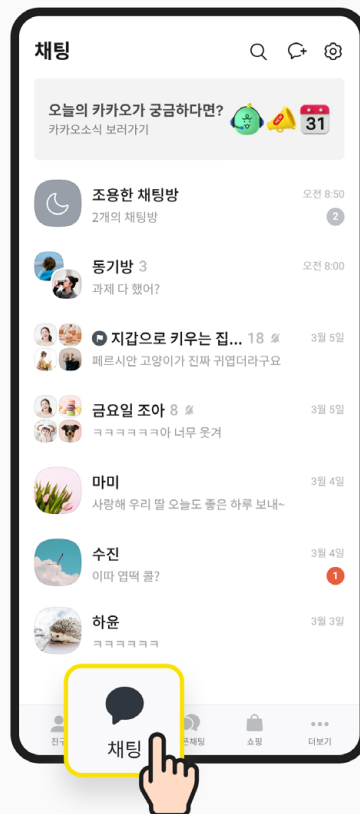 채팅
오늘의 카카오가 궁금하다면?
카카오소식 보러가기
31
조용한 채팅방
오전 8:50
2개의 채팅방
2
동기방 3
오전 8:00
과제 다 했어?
지갑으로 키우는 집... 18
3월 5일
페르시안 고양이가 진짜 귀엽더라구요
금요일 조아 8
3월 5일
ㅋㅋㅋㅋㅋㅋ아 너무 웃겨
마미
3월 4일
사랑해 우리 딸 오늘도 좋은 하루 보내~
수진
3월 4일
이따 엽떡 콜?
1
하윤
3월 3일
ㅋㅋㅋㅋㅋㅋ
채팅
쇼핑
더보기